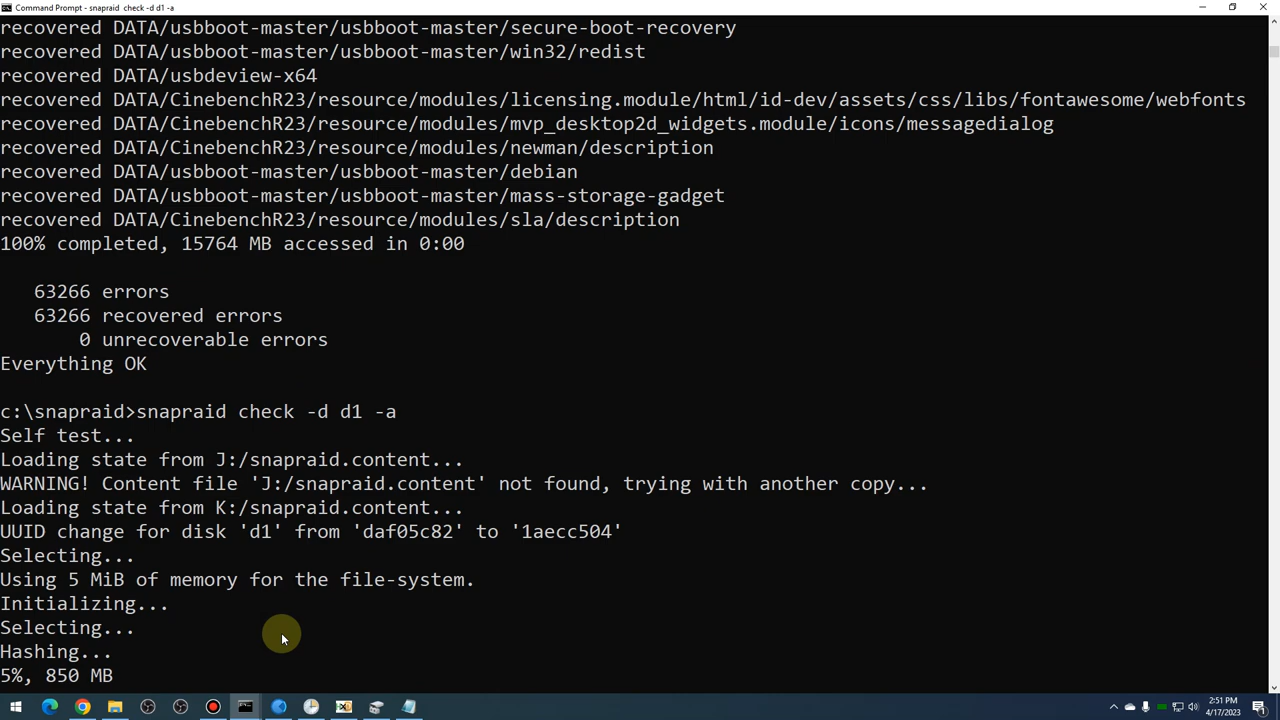 Command Prompt - snapraid check -d d1 -a
recovered DATA/usbboot-master/usbboot-master/secure-boot-recovery
recovered DATA/usbboot-master/usbboot-master/win32/redist
recovered DATA/usbdeview-x64
recovered DATA/CinebenchR23/resource/modules/licensing.module/html/id-dev/assets/css/libs/fontawesome/webfonts
recovered DATA/CinebenchR23/resource/modules/mvp_desktop2d_widgets.module/icons/messagedialog
recovered DATA/CinebenchR23/resource/modules/newman/description
recovered DATA/usbboot-master/usbboot-master/debian
recovered DATA/usbboot-master/usbboot-master/mass-storage-gadget
recovered DATA/CinebenchR23/resource/modules/sla/description
100% completed, 15764 MB accessed in 0:00
63266 errors
63266 recovered errors
0 unrecoverable errors
Everything OK
c:\snapraid>snapraid check -d d1 -a
Self test...
Loading state from J:/snapraid.content...
WARNING! Content file 'J:/snapraid.content' not found, trying with another copy...
Loading state from K:/snapraid.content...
UUID change for disk 'd1' from 'daf05c82' to '1aecc504'
Selecting...
Using 5 MiB of memory for the file-system.
Initializing...
Selecting...
Hashing...
5%, 850 MB
2:51 PM
4/17/2023